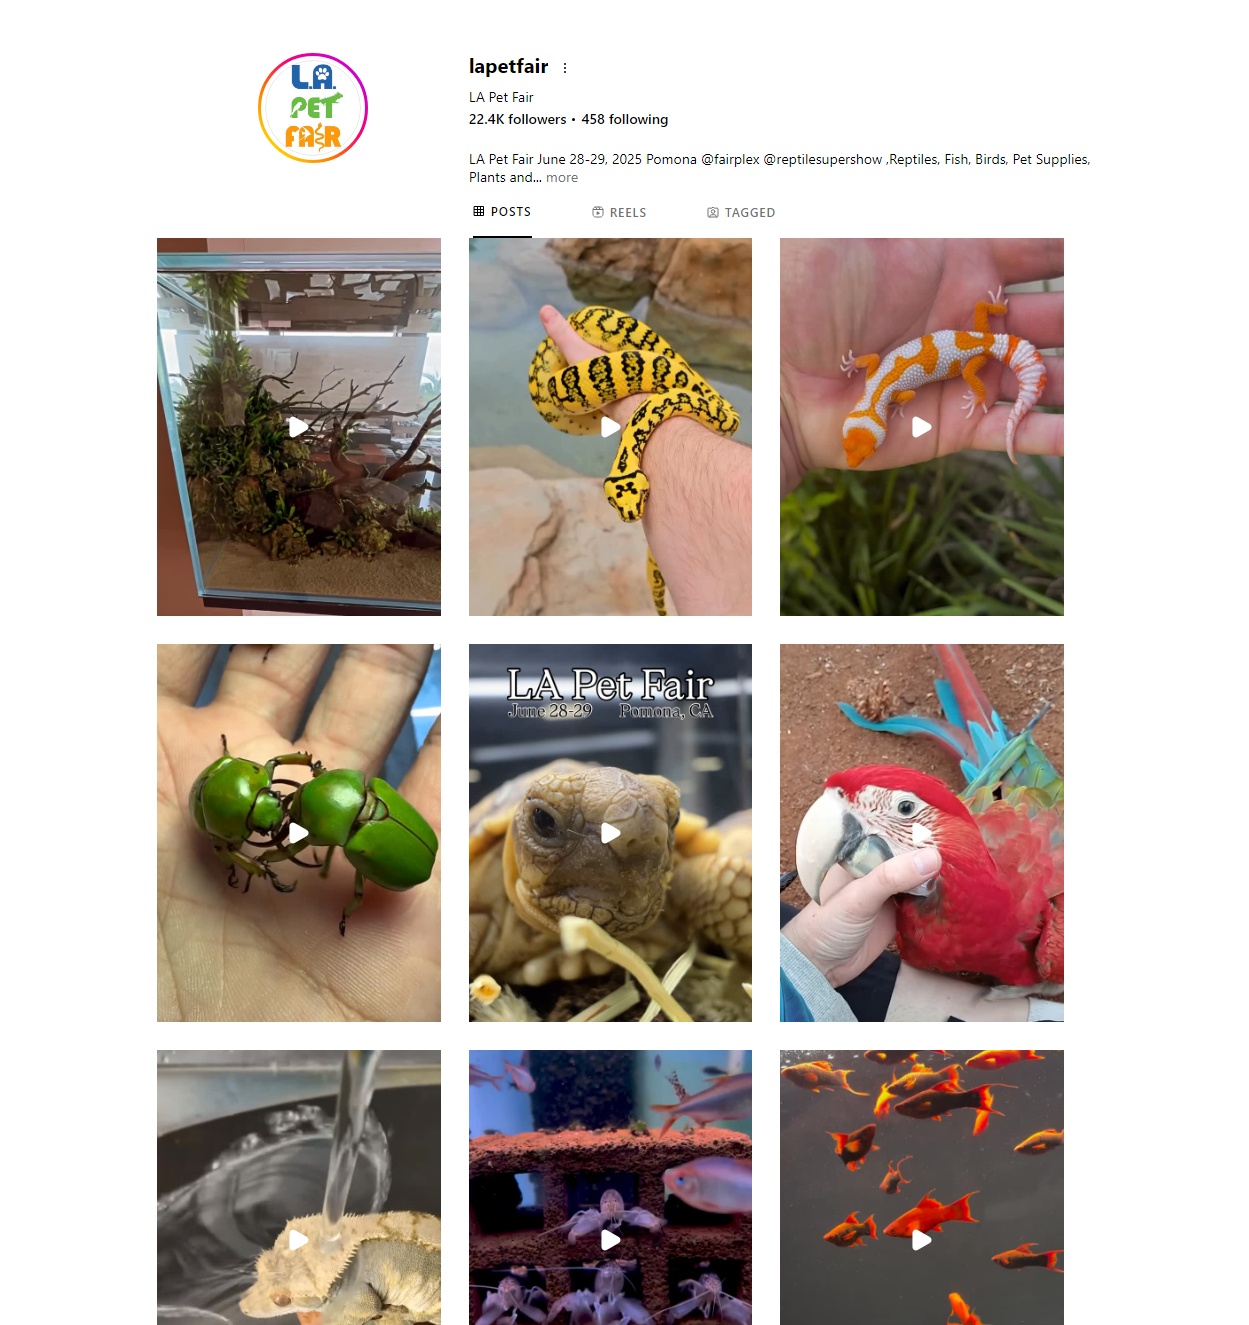 L.A.
PET
FAIR
lapetfair
LA Pet Fair
22.4K followers • 458 following
LA Pet Fair June 28-29, 2025 Pomona @fairplex @reptilesupershow ,Reptiles, Fish, Birds, Pet Supplies,
Plants and... more
POSTS REELS TAGGED
LA Pet Fair
June 28-29 Pomona, CA